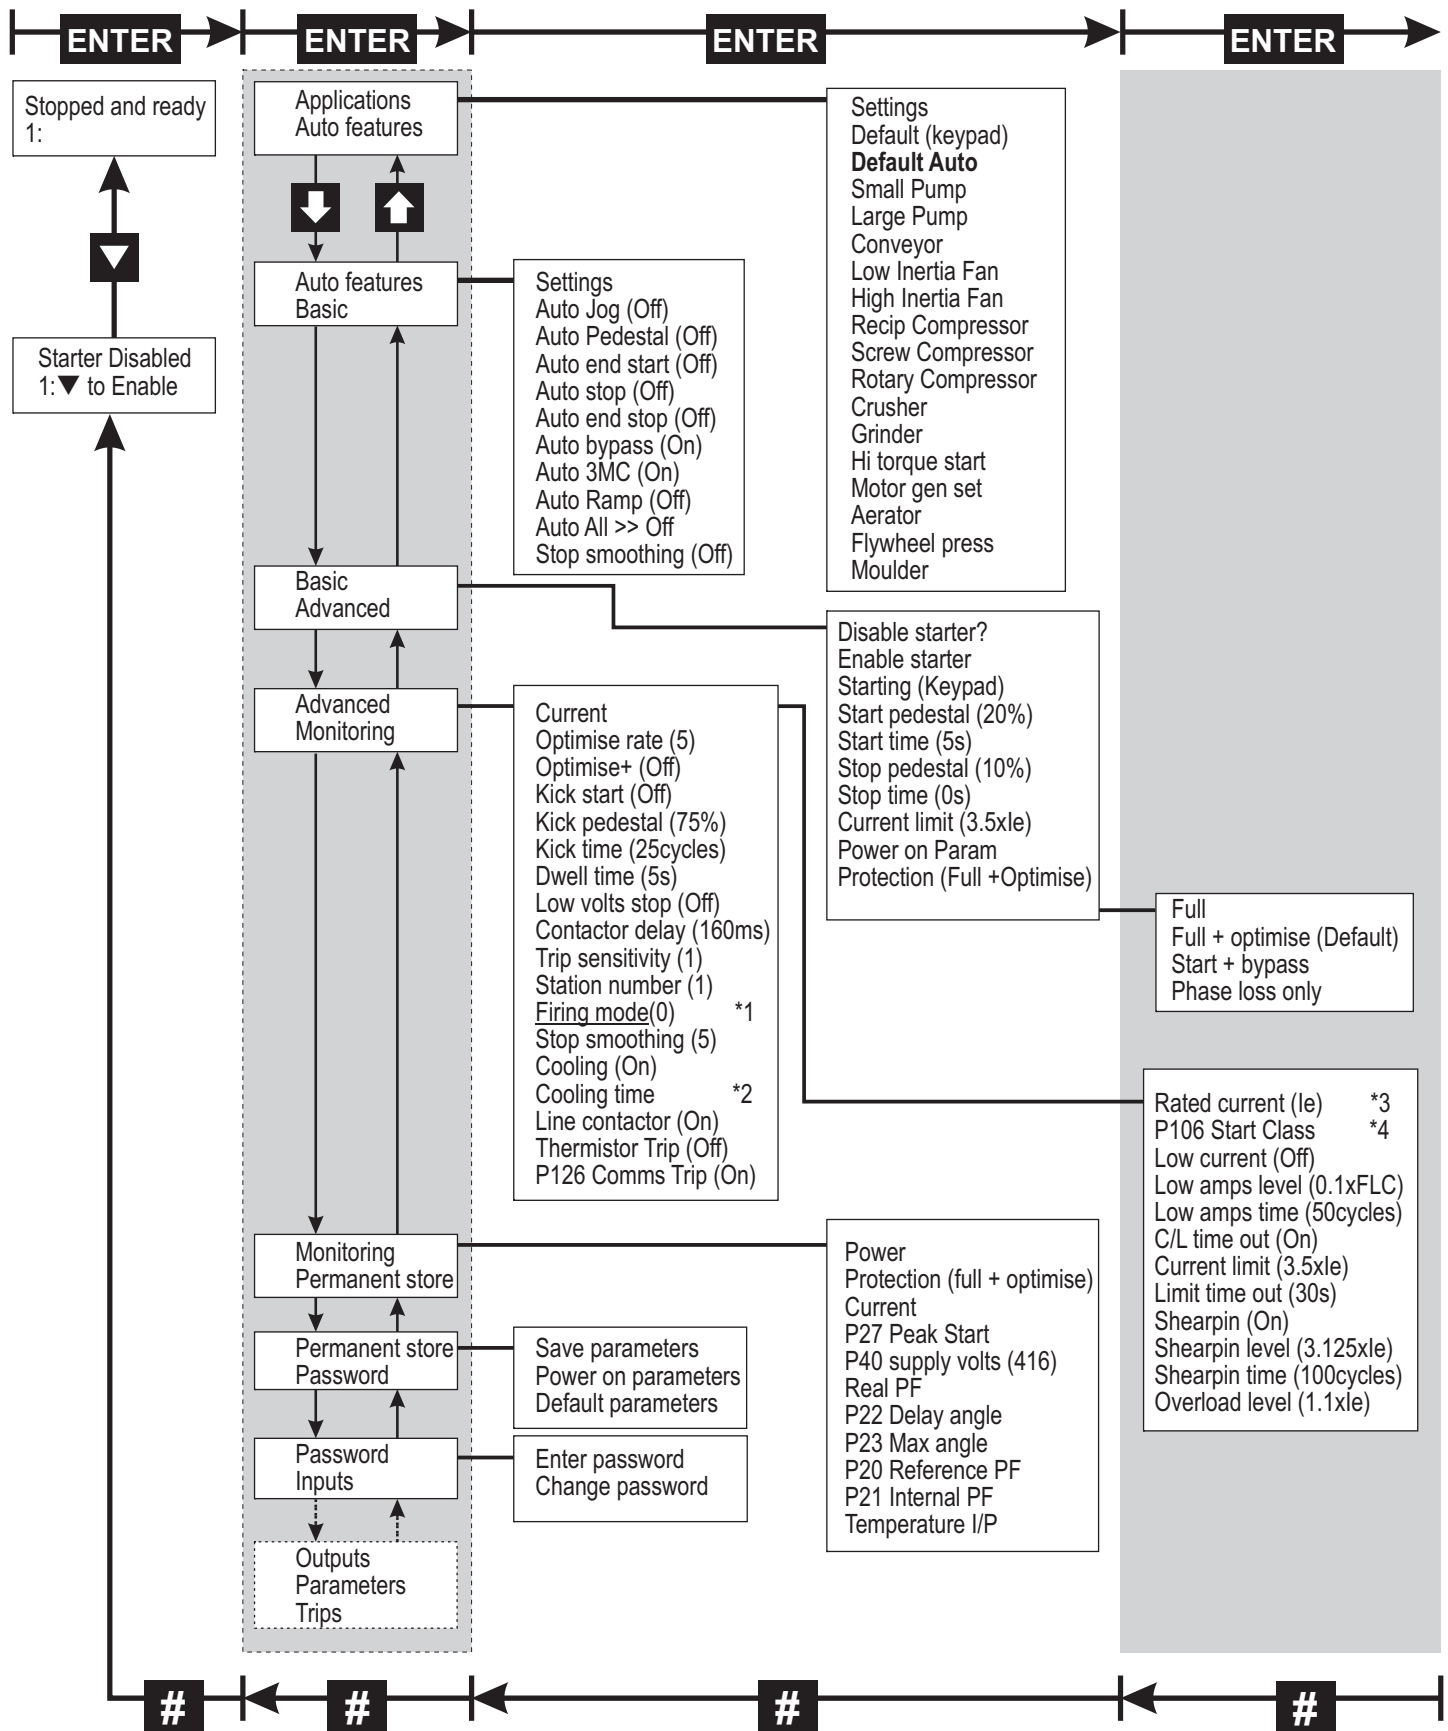 ENTER
ENTER
ENTER
ENTER
Stopped and ready
1:
Starter Disabled
1:▼ to Enable
Applications
Auto features
Auto features
Basic
Basic
Advanced
Advanced
Monitoring
Monitoring
Permanent store
Permanent store
Password
Password
Inputs
Outputs
Parameters
Trips
Settings
Auto Jog (Off)
Auto Pedestal (Off)
Auto end start (Off)
Auto stop (Off)
Auto end stop (Off)
Auto bypass (On)
Auto 3MC (On)
Auto Ramp (Off)
Auto All >> Off
Stop smoothing (Off)
Current
Optimise rate (5)
Optimise+ (Off)
Kick start (Off)
Kick pedestal (75%)
Kick time (25cycles)
Dwell time (5s)
Low volts stop (Off)
Contactor delay (160ms)
Trip sensitivity (1)
Station number (1)
Firing mode(0) *1
Stop smoothing (5)
Cooling (On)
Cooling time *2
Line contactor (On)
Thermistor Trip (Off)
P126 Comms Trip (On)
Save parameters
Power on parameters
Default parameters
Enter password
Change password
Settings
Default (keypad)
Default Auto
Small Pump
Large Pump
Conveyor
Low Inertia Fan
High Inertia Fan
Recip Compressor
Screw Compressor
Rotary Compressor
Crusher
Grinder
Hi torque start
Motor gen set
Aerator
Flywheel press
Moulder
Disable starter?
Enable starter
Starting (Keypad)
Start pedestal (20%)
Start time (5s)
Stop pedestal (10%)
Stop time (0s)
Current limit (3.5xIe)
Power on Param
Protection (Full +Optimise)
Power
Protection (full + optimise)
Current
P27 Peak Start
P40 supply volts (416)
Real PF
P22 Delay angle
P23 Max angle
P20 Reference PF
P21 Internal PF
Temperature I/P
Full
Full + optimise (Default)
Start + bypass
Phase loss only
Rated current (Ie) *3
P106 Start Class *4
Low current (Off)
Low amps level (0.1xFLC)
Low amps time (50cycles)
C/L time out (On)
Current limit (3.5xIe)
Limit time out (30s)
Shearpin (On)
Shearpin level (3.125xIe)
Shearpin time (100cycles)
Overload level (1.1xIe)
#
#
#
#